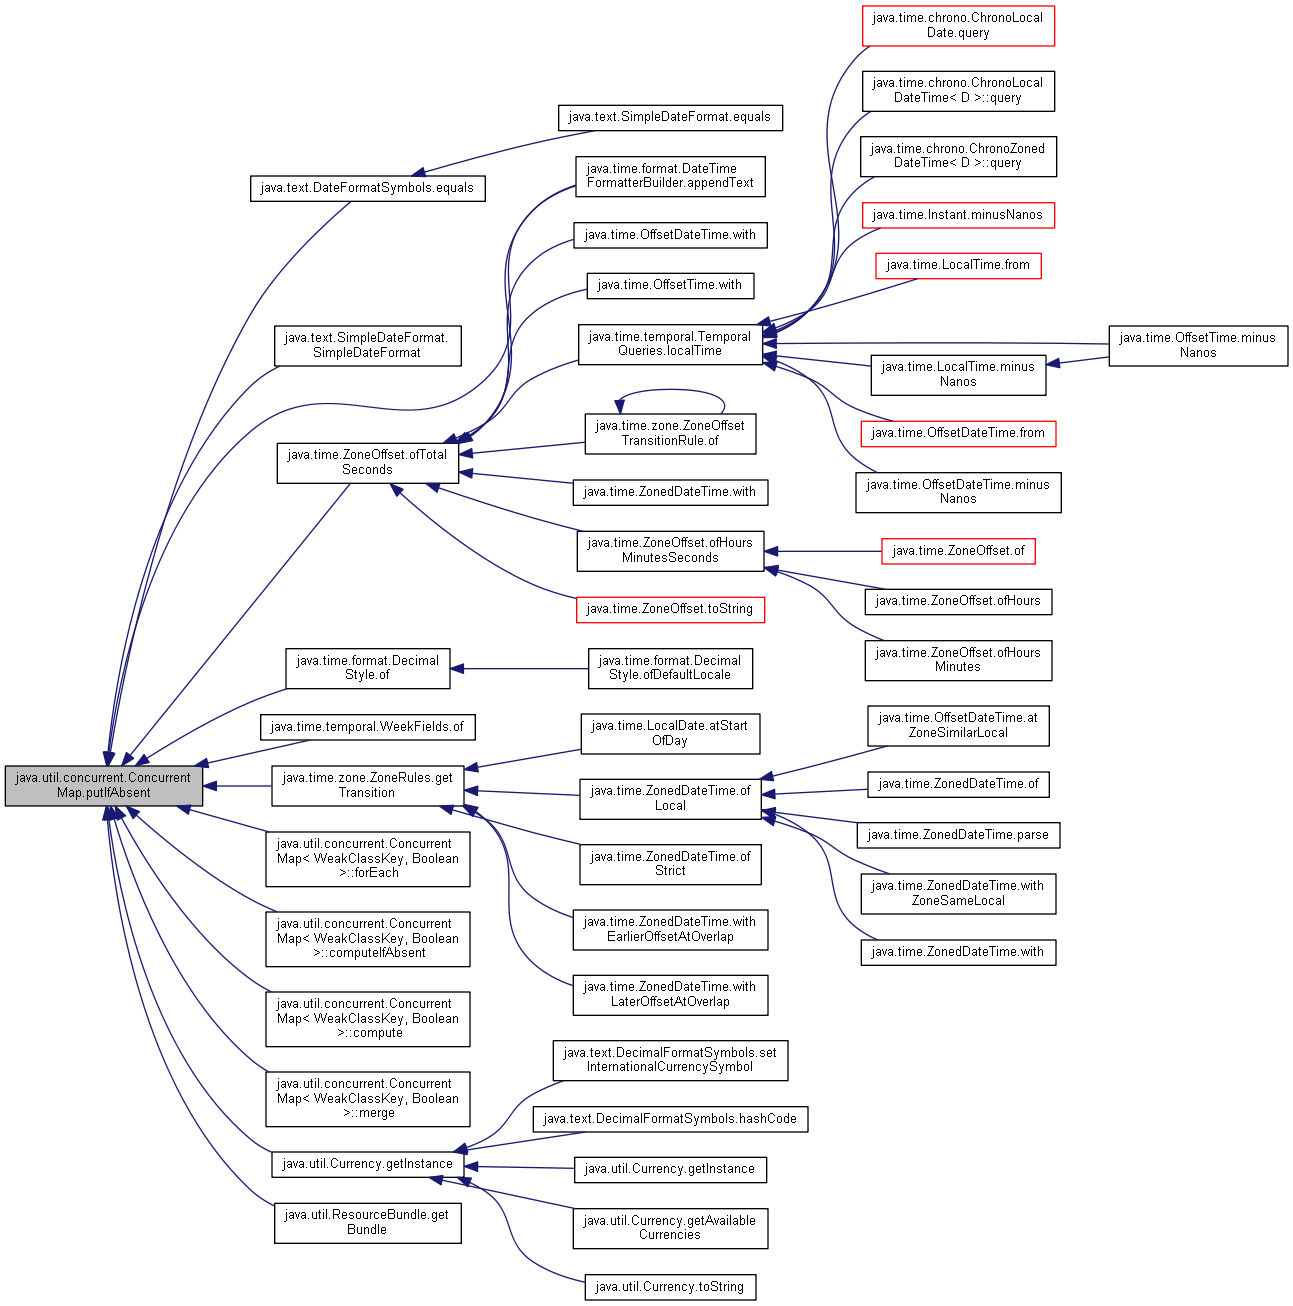 java.util.concurrent.Concurrent
Map.putIfAbsent
java.text.DateFormatSymbols.equals
java.text.SimpleDateFormat.
SimpleDateFormat
java.time.ZoneOffset.ofTotal
Seconds
java.time.format.Decimal
Style.of
java.time.temporal.WeekFields.of
java.time.zone.ZoneRules.get
Transition
java.util.concurrent.Concurrent
Map< WeakClassKey, Boolean
>::forEach
java.util.concurrent.Concurrent
Map< WeakClassKey, Boolean
>::computeIfAbsent
java.util.concurrent.Concurrent
Map< WeakClassKey, Boolean
>::compute
java.util.concurrent.Concurrent
Map< WeakClassKey, Boolean
>::merge
java.util.Currency.getInstance
java.util.ResourceBundle.get
Bundle
java.text.SimpleDateFormat.equals
java.time.format.DateTime
FormatterBuilder.appendText
java.time.OffsetDateTime.with
java.time.OffsetTime.with
java.time.temporal.Temporal
Queries.localTime
java.time.zone.ZoneOffset
TransitionRule.of
java.time.ZonedDateTime.with
java.time.ZoneOffset.ofHours
MinutesSeconds
java.time.ZoneOffset.toString
java.time.format.Decimal
Style.ofDefaultLocale
java.time.LocalDate.atStart
OfDay
java.time.ZonedDateTime.of
Local
java.time.ZonedDateTime.of
Strict
java.time.ZonedDateTime.with
EarlierOffsetAtOverlap
java.time.ZonedDateTime.with
LaterOffsetAtOverlap
java.text.DecimalFormatSymbols.set
InternationalCurrencySymbol
java.text.DecimalFormatSymbols.hashCode
java.util.Currency.getInstance
java.util.Currency.getAvailable
Currencies
java.util.Currency.toString
java.time.chrono.ChronoLocal
Date.query
java.time.chrono.ChronoLocal
DateTime< D >::query
java.time.chrono.ChronoZoned
DateTime< D >::query
java.time.Instant.minusNanos
java.time.LocalTime.from
java.time.LocalTime.minus
Nanos
java.time.OffsetDateTime.from
java.time.OffsetDateTime.minus
Nanos
java.time.ZoneOffset.of
java.time.ZoneOffset.ofHours
java.time.ZoneOffset.ofHours
Minutes
java.time.OffsetDateTime.at
ZoneSimilarLocal
java.time.ZonedDateTime.of
java.time.ZonedDateTime.parse
java.time.ZonedDateTime.with
ZoneSameLocal
java.time.ZonedDateTime.with
java.time.OffsetTime.minus
Nanos